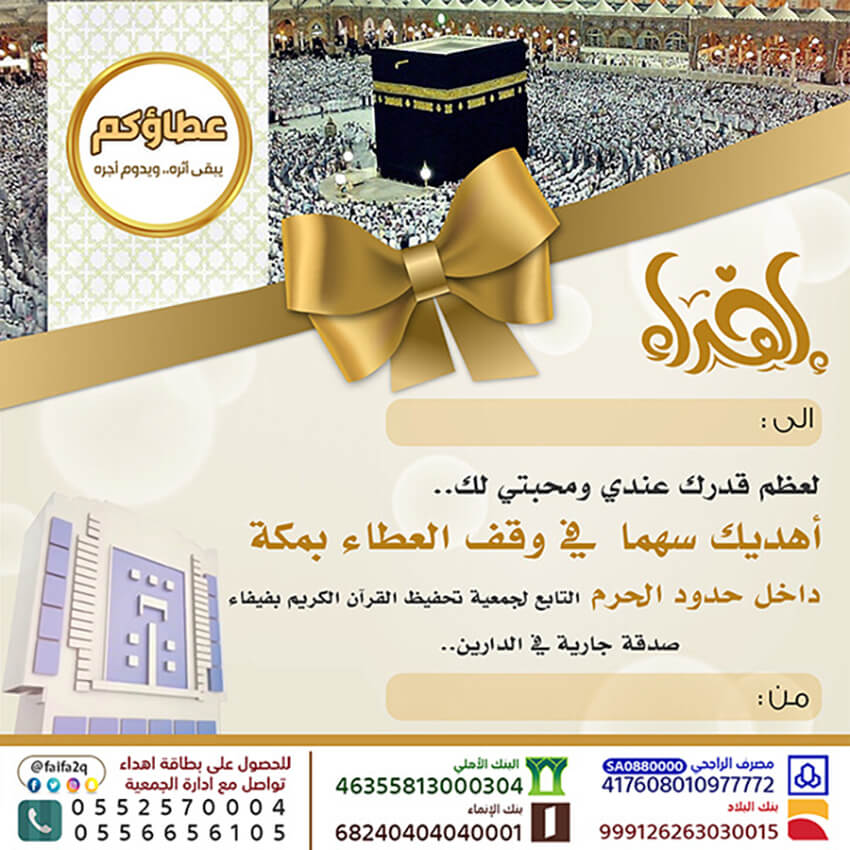 عطاؤكم
يبقى أثره.. ويدوم أجره
إهداء
الى :
لعظم قدرك عندي ومحبتي لك..
أهديك سهما في وقف العطاء بمكة
داخل حدود الحرم التابع لجمعية تحفيظ القرآن الكريم بفيفاء
صدقة جارية في الدارين..
من :
مصرف الراجحي SA0880000
417608010977772
بنك البلاد
999126263030015
البنك الأهلي
46355813000304
بنك الإنماء
68240404040001
للحصول على بطاقة اهداء
تواصل مع ادارة الجمعية
@faifa2q
0552570004
0556656105